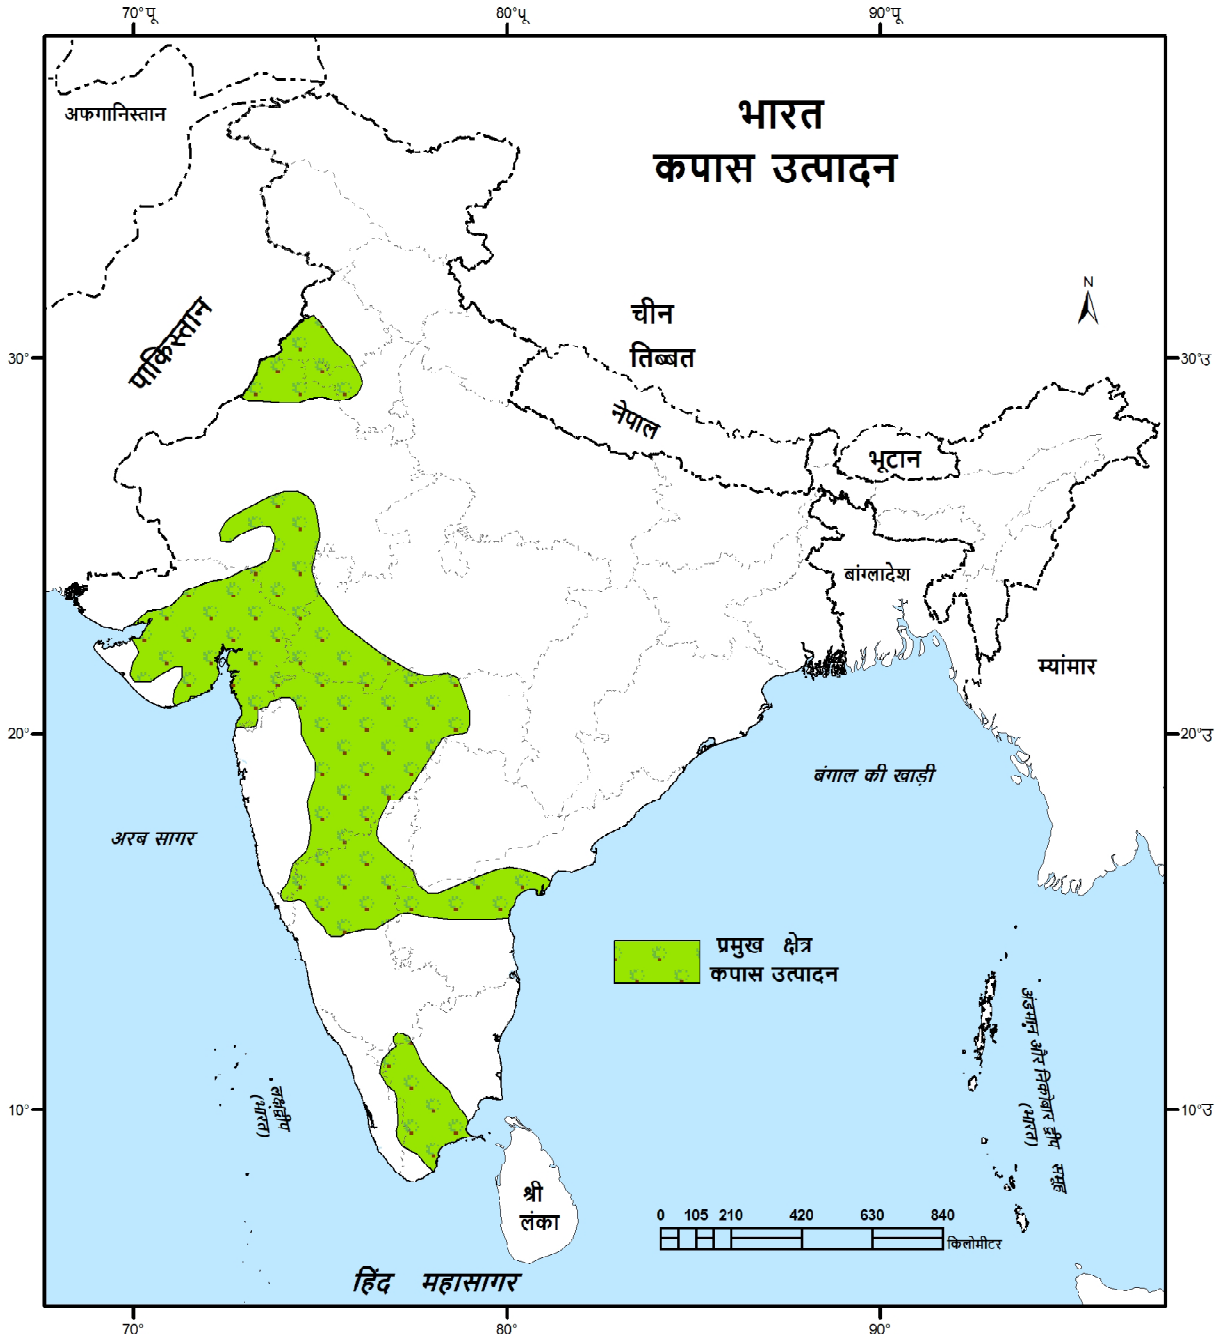 70°पू
80°पू
90°पू
अफगानिस्तान
भारत
कपास उत्पादन
N
पाकिस्तान
चीन
तिब्बत
30°
30°उ
नेपाल
भूटान
बांग्लादेश
म्यांमार
20°
20°उ
बंगाल की खाड़ी
अरब सागर
प्रमुख क्षेत्र
कपास उत्पादन
अंडमान और निकोबार द्वीप समूह
(भारत)
लक्षद्वीप
(भारत)
10°
10°उ
श्री
लंका
0 105 210 420 630 840
किलोमीटर
हिंद महासागर
70°
80°
90°